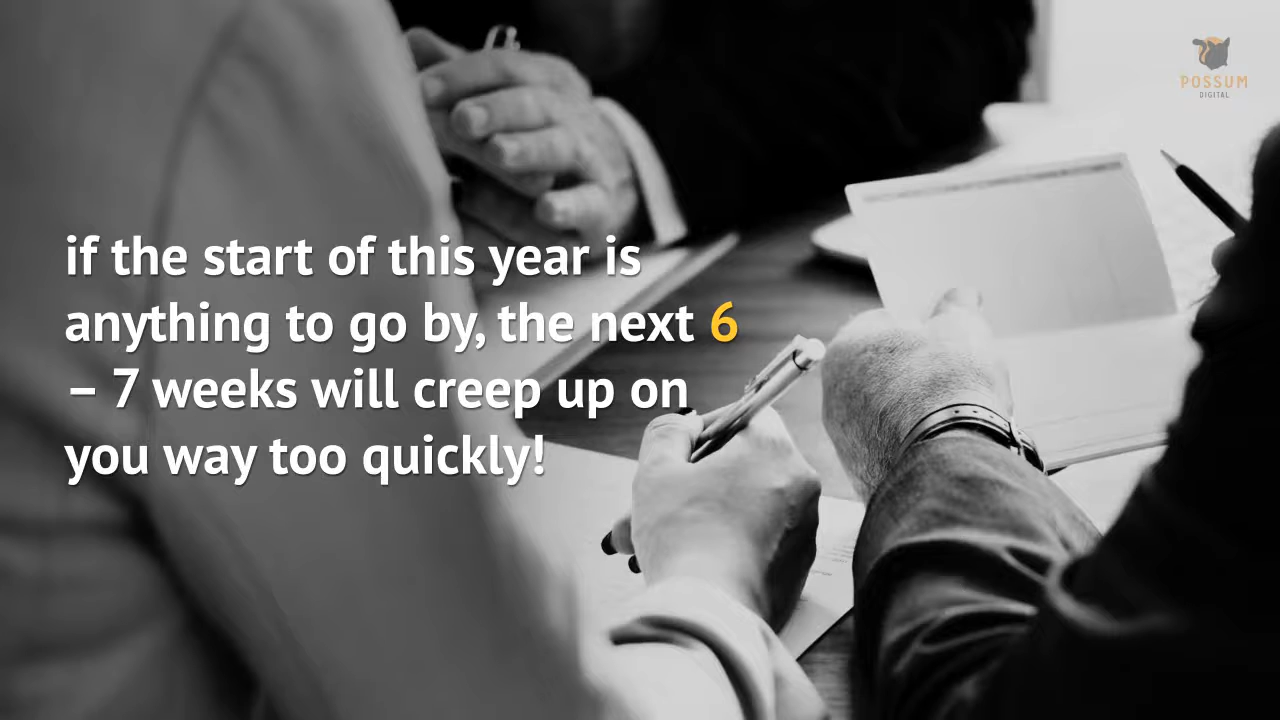 POSSUM
DIGITAL
if the start of this year is
anything to go by, the next 6
– 7 weeks will creep up on
you way too quickly!